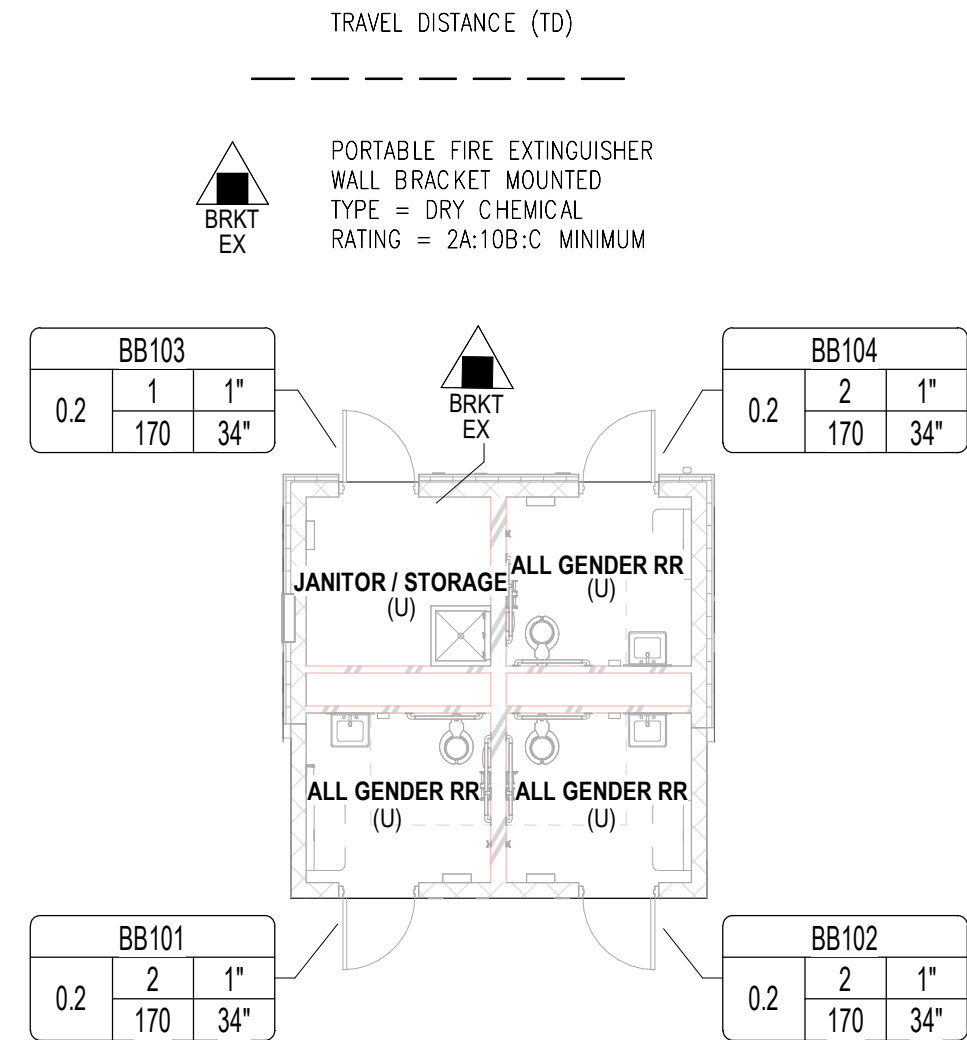 TRAVEL DISTANCE (TD)
BRKT
EX
PORTABLE FIRE EXTINGUISHER
WALL BRACKET MOUNTED
TYPE = DRY CHEMICAL
RATING = 2A:10B:C MINIMUM
BB103
0.2 1 1"
170 34"
BRKT
EX
BB104
0.2 2 1"
170 34"
JANITOR / STORAGE
(U)
ALL GENDER RR
(U)
ALL GENDER RR
(U)
ALL GENDER RR
(U)
BB101
0.2 2 1"
170 34"
BB102
0.2 2 1"
170 34"